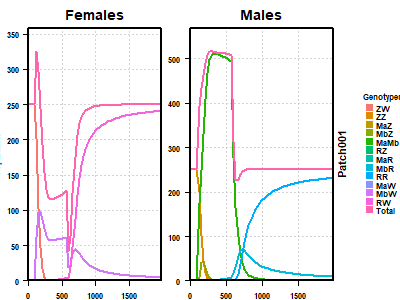 Females
Males
350
300
250
200
150
100
50
0
0
500
1000
1500
500
400
300
200
100
0
0
500
1000
1500
Patch001
Genotype
ZW
ZZ
MaZ
MbZ
MaMb
RZ
MaR
MbR
RR
MaW
MbW
RW
Total